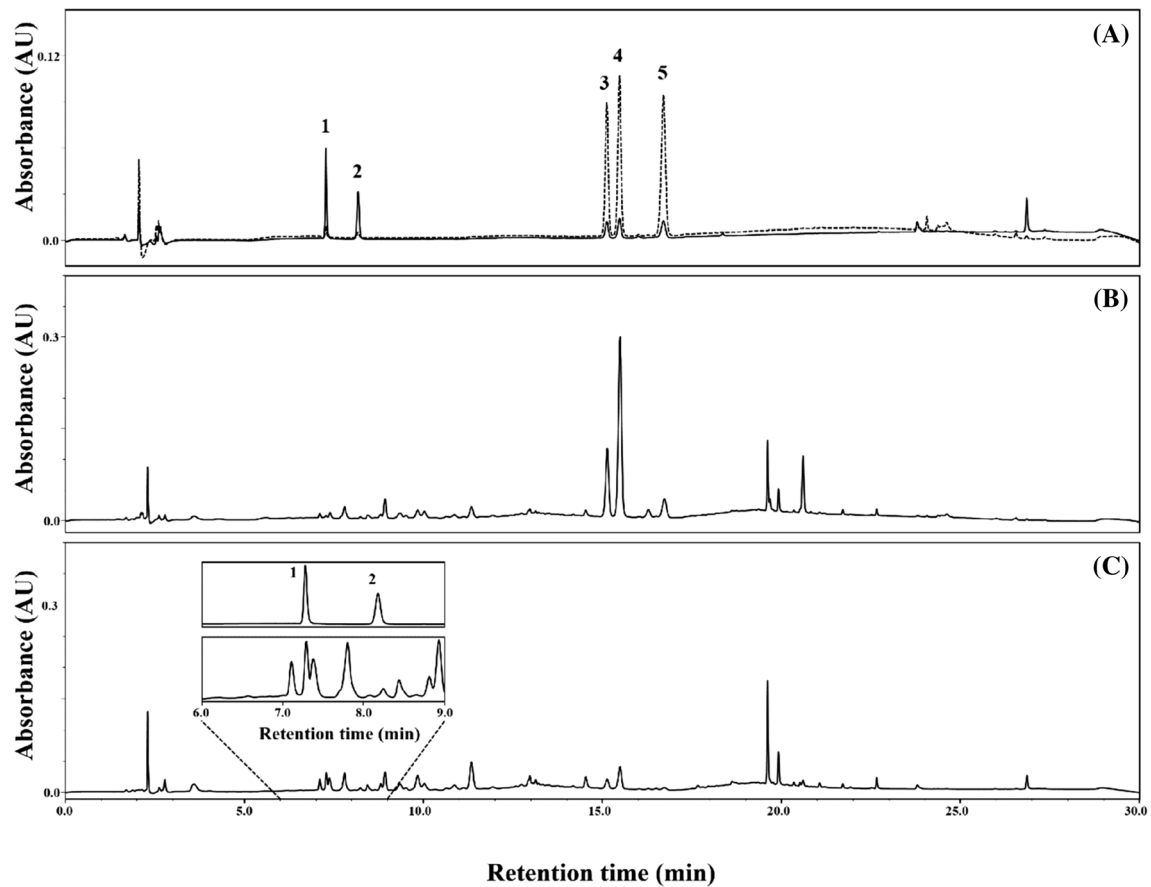 (A)
Absorbance (AU)
0.12
0.0
1
2
3
4
5
(B)
Absorbance (AU)
0.3
0.0
(C)
Absorbance (AU)
0.3
0.0
1
2
6.0 7.0 8.0 9.0
Retention time (min)
0.0 5.0 10.0 15.0 20.0 25.0 30.0
Retention time (min)